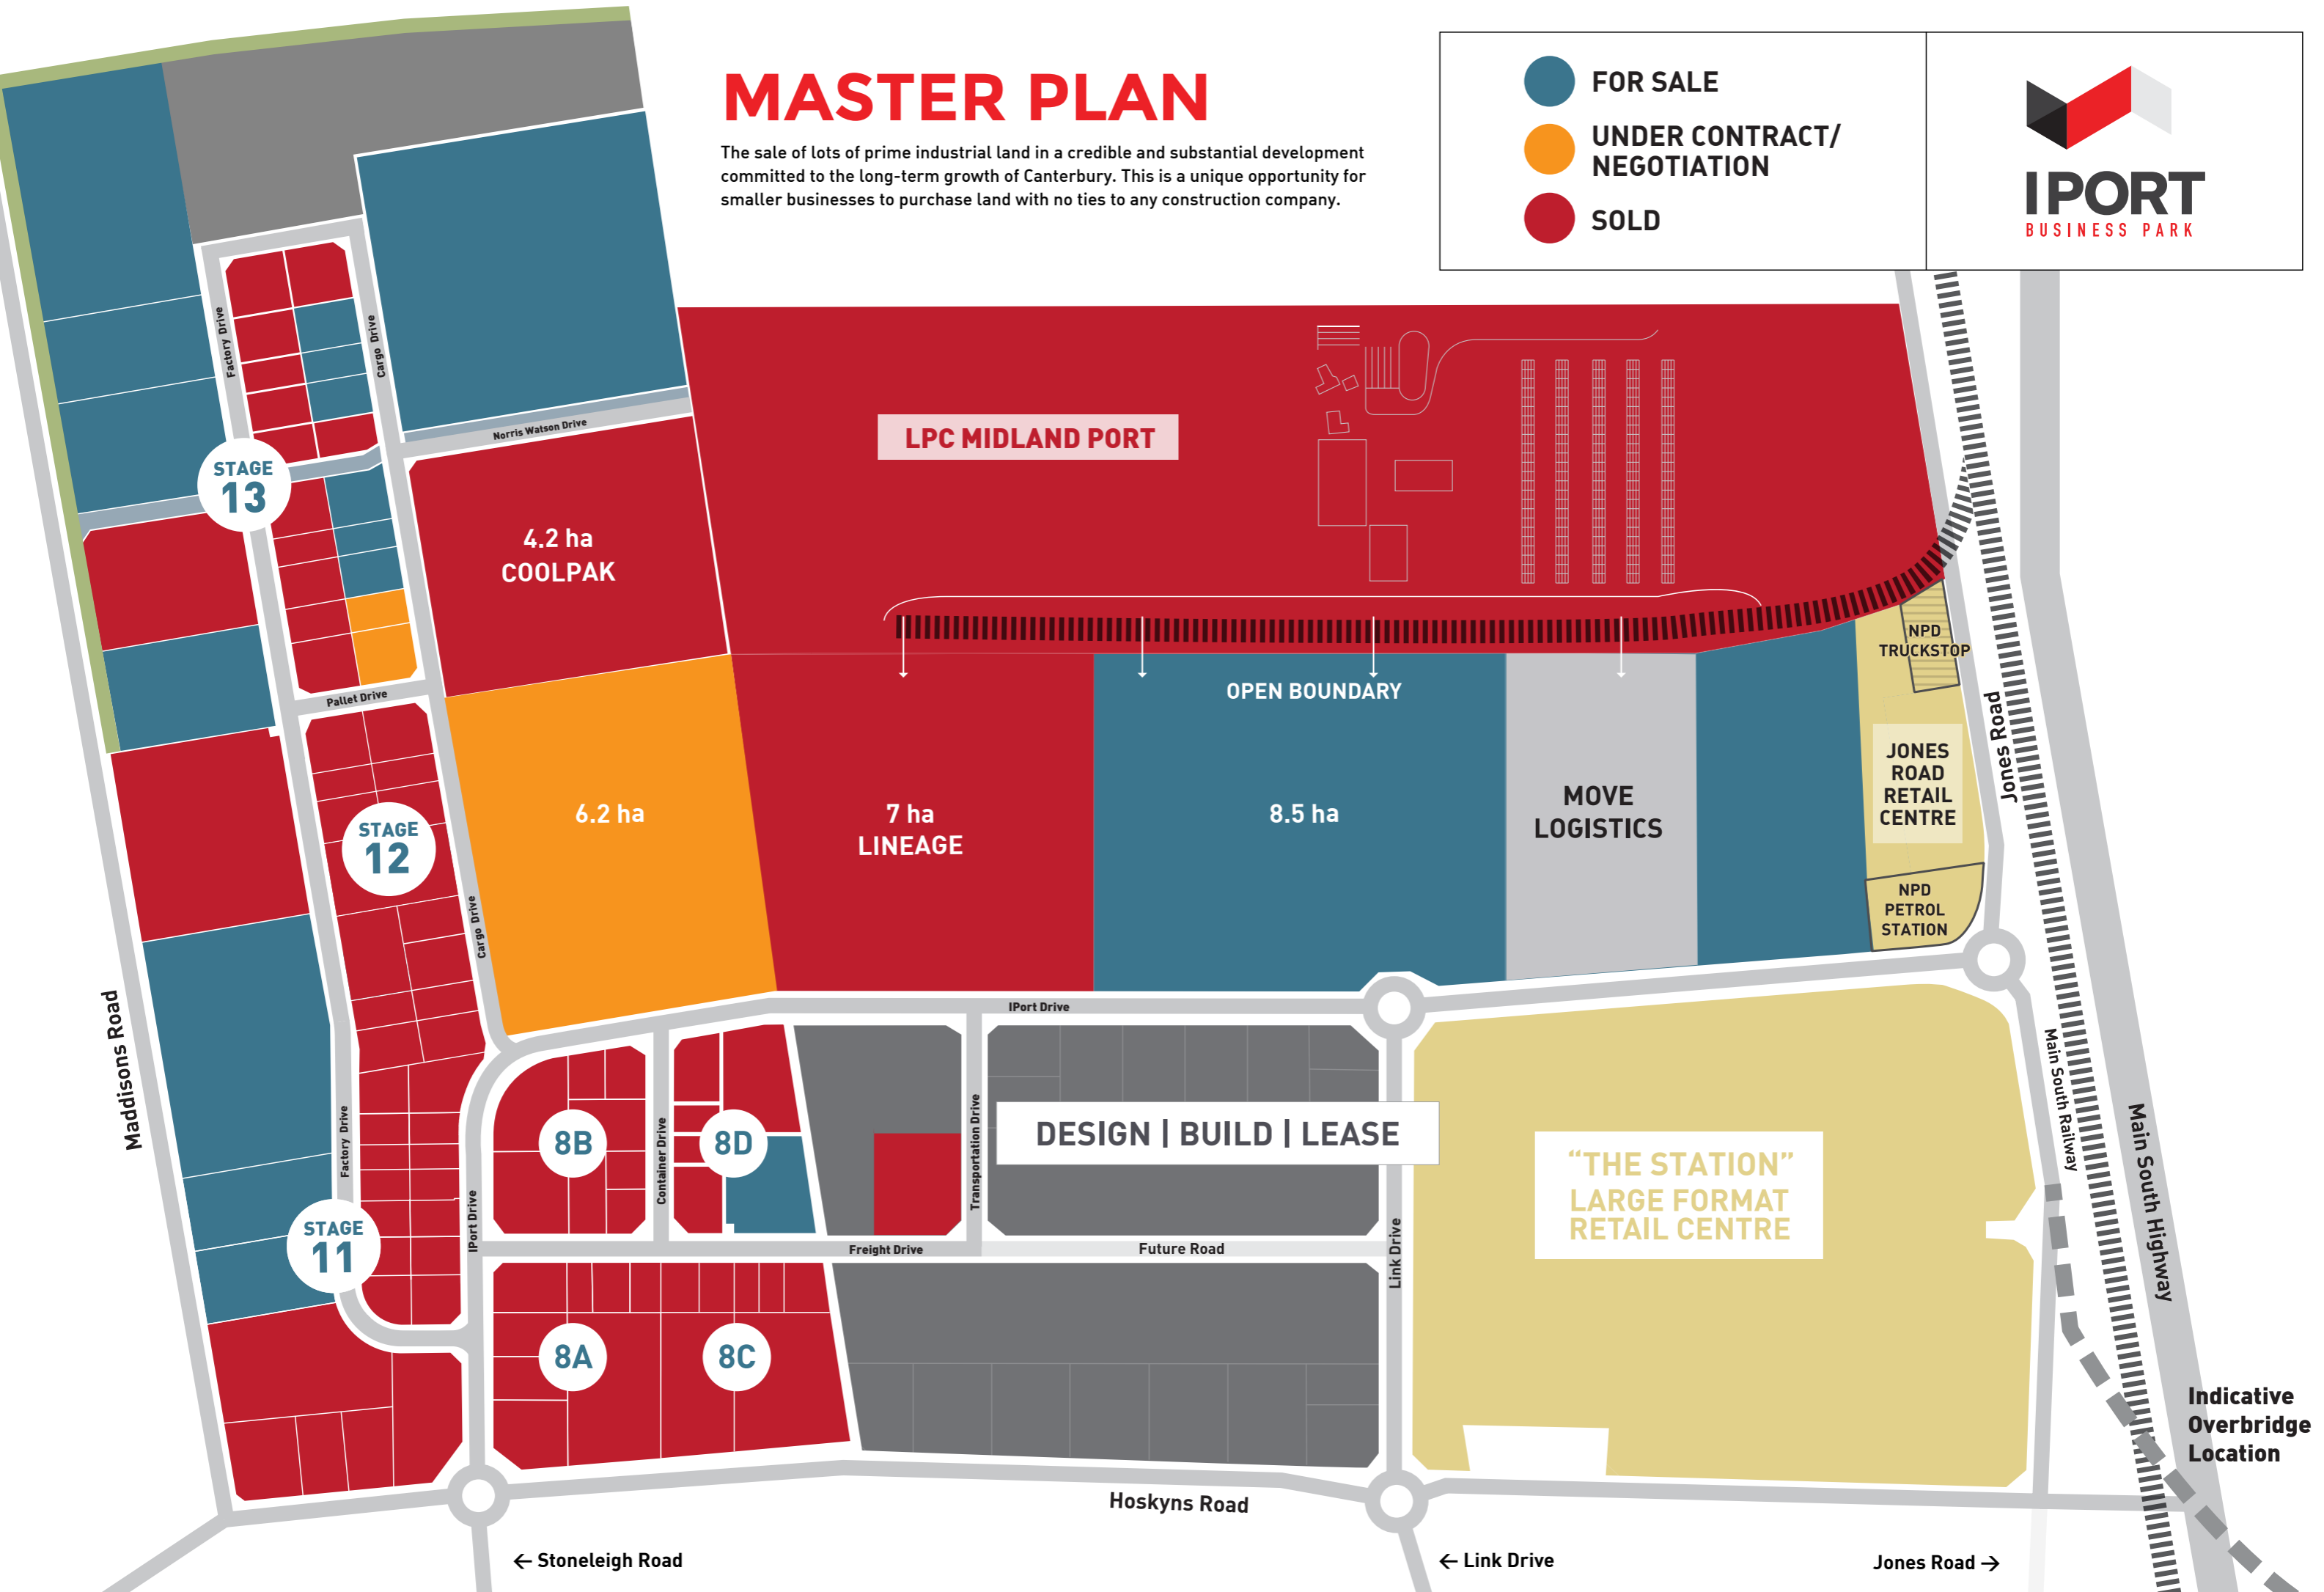 MASTER PLAN
The sale of lots of prime industrial land in a credible and substantial development
committed to the long-term growth of Canterbury. This is a unique opportunity for
smaller businesses to purchase land with no ties to any construction company.
FOR SALE
UNDER CONTRACT/
NEGOTIATION
SOLD
IPORT
BUSINESS PARK
Factory Drive
Cargo Drive
Norris Watson Drive
LPC MIDLAND PORT
STAGE
13
4.2 ha
COOLPAK
NPD
TRUCKSTOP
Pallet Drive
OPEN BOUNDARY
Jones Road
JONES
ROAD
RETAIL
CENTRE
6.2 ha
7 ha
LINEAGE
8.5 ha
MOVE
LOGISTICS
STAGE
12
NPD
PETROL
STATION
Cargo Drive
Maddisons Road
IPort Drive
Main South Railway
Main South Highway
Factory Drive
8B
Container Drive
8D
Transportation Drive
DESIGN | BUILD | LEASE
“THE STATION”
LARGE FORMAT
RETAIL CENTRE
STAGE
11
IPort Drive
Freight Drive
Future Road
Link Drive
8A
8C
Indicative
Overbridge
Location
Hoskyns Road
← Stoneleigh Road
← Link Drive
Jones Road →